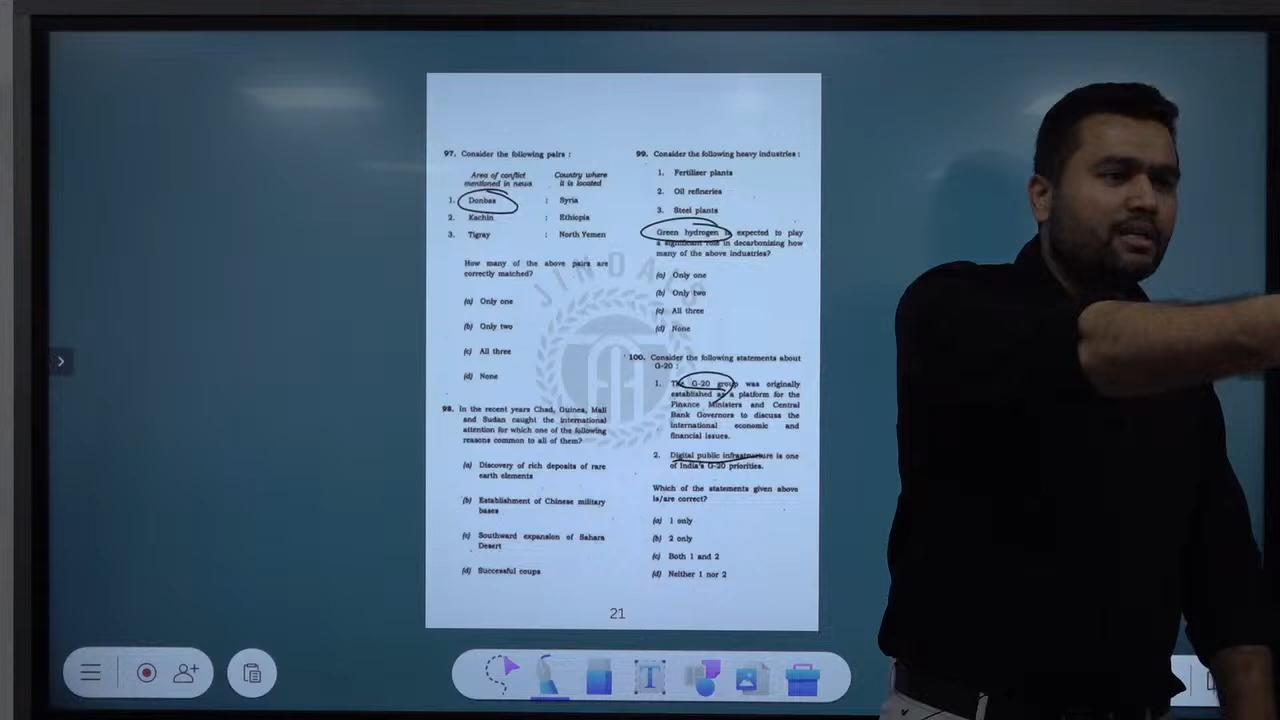 97. Consider the following pairs :
Area of conflict mentioned in news
Country where it is located
1. Donbas : Syria
2. Kachin : Ethiopia
3. Tigray : North Yemen
How many of the above pairs are
correctly matched?
(a) Only one
(b) Only two
(c) All three
(d) None
98. In the recent years Chad, Guinea, Mali
and Sudan caught the international
attention for which one of the following
reasons common to all of them?
(a) Discovery of rich deposits of rare
earth elements
(b) Establishment of Chinese military
bases
(c) Southward expansion of Sahara
Desert
(d) Successful coups
99. Consider the following heavy industries :
1. Fertiliser plants
2. Oil refineries
3. Steel plants
Green hydrogen is expected to play
a significant role in decarbonizing how
many of the above industries?
(a) Only one
(b) Only two
(c) All three
(d) None
100. Consider the following statements about
G-20 :
1. The G-20 group was originally
established as a platform for the
Finance Ministers and Central
Bank Governors to discuss the
international economic and
financial issues.
2. Digital public infrastructure is one
of India's G-20 priorities.
Which of the statements given above
is/are correct?
(a) 1 only
(b) 2 only
(c) Both 1 and 2
(d) Neither 1 nor 2
21
T